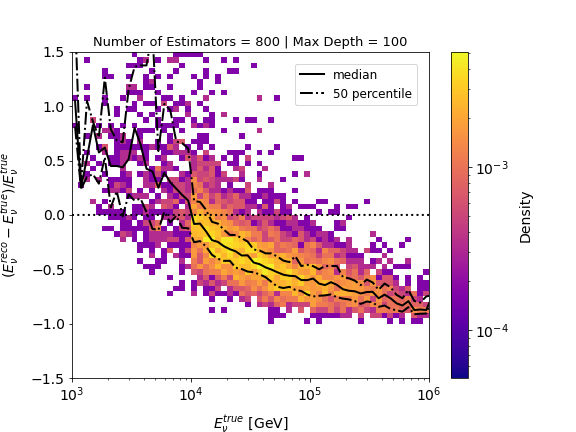 Number of Estimators = 800 | Max Depth = 100
(E_ν^reco − E_ν^true)/E_ν^true
1.5
1.0
0.5
0.0
−0.5
−1.0
−1.5
median
50 percentile
10^3
10^4
10^5
10^6
E_ν^true [GeV]
10^−3
10^−4
Density